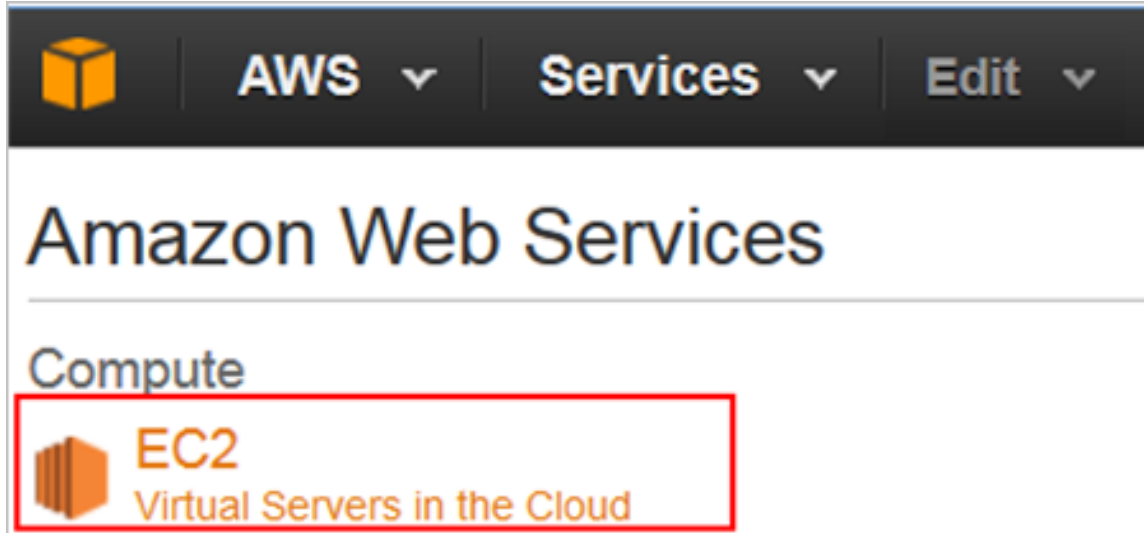 AWS Services Edit
Amazon Web Services
Compute
EC2
Virtual Servers in the Cloud